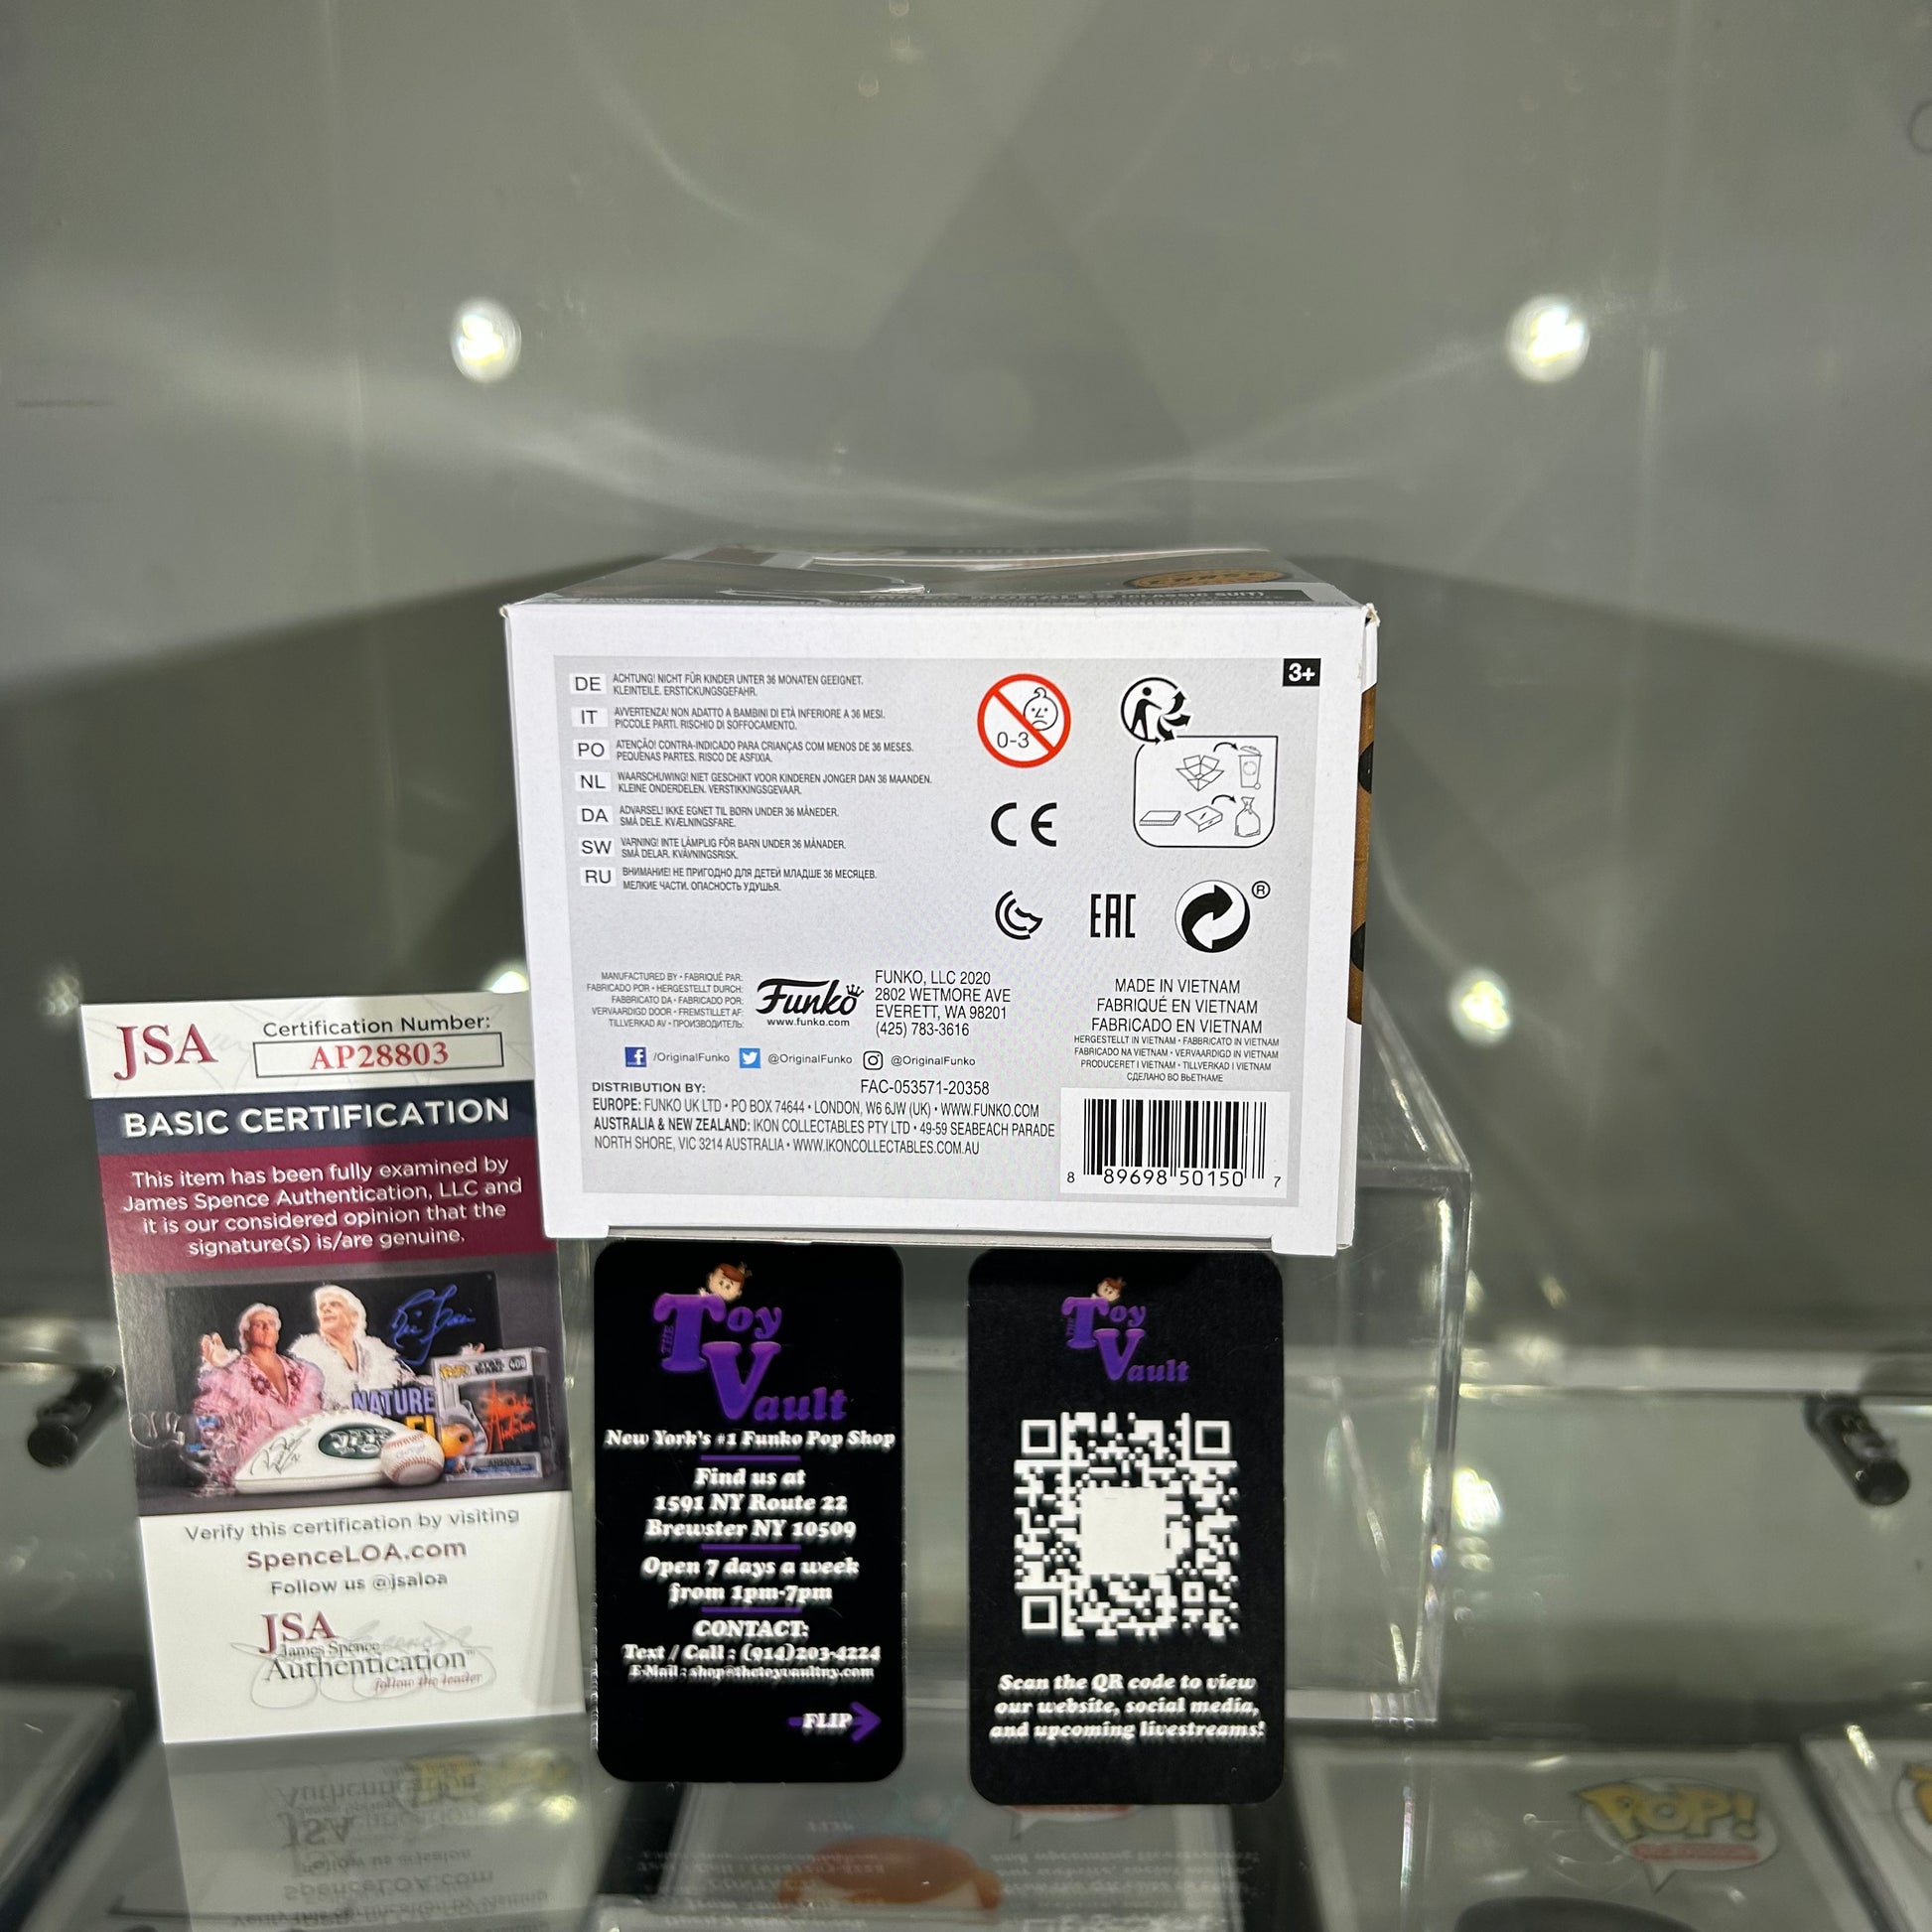 (CLASSIC SUIT)
3+
DE
ACHTUNG! NICHT FÜR KINDER UNTER 36 MONATEN GEEIGNET.
KLEINTEILE. ERSTICKUNGSGEFAHR.
IT
AVVERTENZA! NON ADATTO A BAMBINI DI ETÀ INFERIORE A 36 MESI.
PICCOLE PARTI. RISCHIO DI SOFFOCAMENTO.
PO
ATENÇÃO! CONTRA-INDICADO PARA CRIANÇAS COM MENOS DE 36 MESES.
PEQUENAS PARTES. RISCO DE ASFIXIA.
NL
WAARSCHUWING! NIET GESCHIKT VOOR KINDEREN JONGER DAN 36 MAANDEN.
KLEINE ONDERDELEN. VERSTIKKINGSGEVAAR.
DA
ADVARSEL! IKKE EGNET TIL BØRN UNDER 36 MÅNEDER.
SMÅ DELE. KVÆLNINGSFARE.
SW
VARNING! INTE LÄMPLIG FÖR BARN UNDER 36 MÅNADER.
SMÅ DELAR. KVÄVNINGSRISK.
RU
ВНИМАНИЕ! НЕ ПРИГОДНО ДЛЯ ДЕТЕЙ МЛАДШЕ 36 МЕСЯЦЕВ.
МЕЛКИЕ ЧАСТИ. ОПАСНОСТЬ УДУШЬЯ.
0-3
CE
EAC
®
MANUFACTURED BY • FABRIQUÉ PAR:
FABRICADO POR • HERGESTELLT DURCH:
FABBRICATO DA • FABRICADO POR:
VERVAARDIGD DOOR • FREMSTILLET AF:
TILLVERKAD AV • ПРОИЗВОДИТЕЛЬ:
Funko
www.funko.com
FUNKO, LLC 2020
2802 WETMORE AVE
EVERETT, WA 98201
(425) 783-3616
MADE IN VIETNAM
FABRIQUÉ EN VIETNAM
FABRICADO EN VIETNAM
HERGESTELLT IN VIETNAM • FABBRICATO IN VIETNAM
FABRICADO NA VIETNAM • VERVAARDIGD IN VIETNAM
PRODUCERET I VIETNAM • TILLVERKAD I VIETNAM
СДЕЛАНО ВО ВЬЕТНАМЕ
/OriginalFunko @OriginalFunko @OriginalFunko
DISTRIBUTION BY:
FAC-053571-20358
EUROPE: FUNKO UK LTD • PO BOX 74644 • LONDON, W6 6JW (UK) • WWW.FUNKO.COM
AUSTRALIA & NEW ZEALAND: IKON COLLECTABLES PTY LTD • 49-59 SEABEACH PARADE
NORTH SHORE, VIC 3214 AUSTRALIA • WWW.IKONCOLLECTABLES.COM.AU
8 89698 50150 7
JSA
Certification Number:
AP28803
BASIC CERTIFICATION
This item has been fully examined by
James Spence Authentication, LLC and
it is our considered opinion that the
signature(s) is/are genuine.
NATURE
JETS
409
AHSOKA
Verify this certification by visiting
SpenceLOA.com
Follow us @jsaloa
JSA
James Spence
Authentication
follow the leader
THE Toy Vault
New York's #1 Funko Pop Shop
Find us at
1591 NY Route 22
Brewster NY 10509
Open 7 days a week
from 1pm-7pm
CONTACT:
Text / Call : (914)203-4224
E-Mail : shop@thetoyvaultny.com
FLIP
THE Toy Vault
Scan the QR code to view
our website, social media,
and upcoming livestreams!
POP!